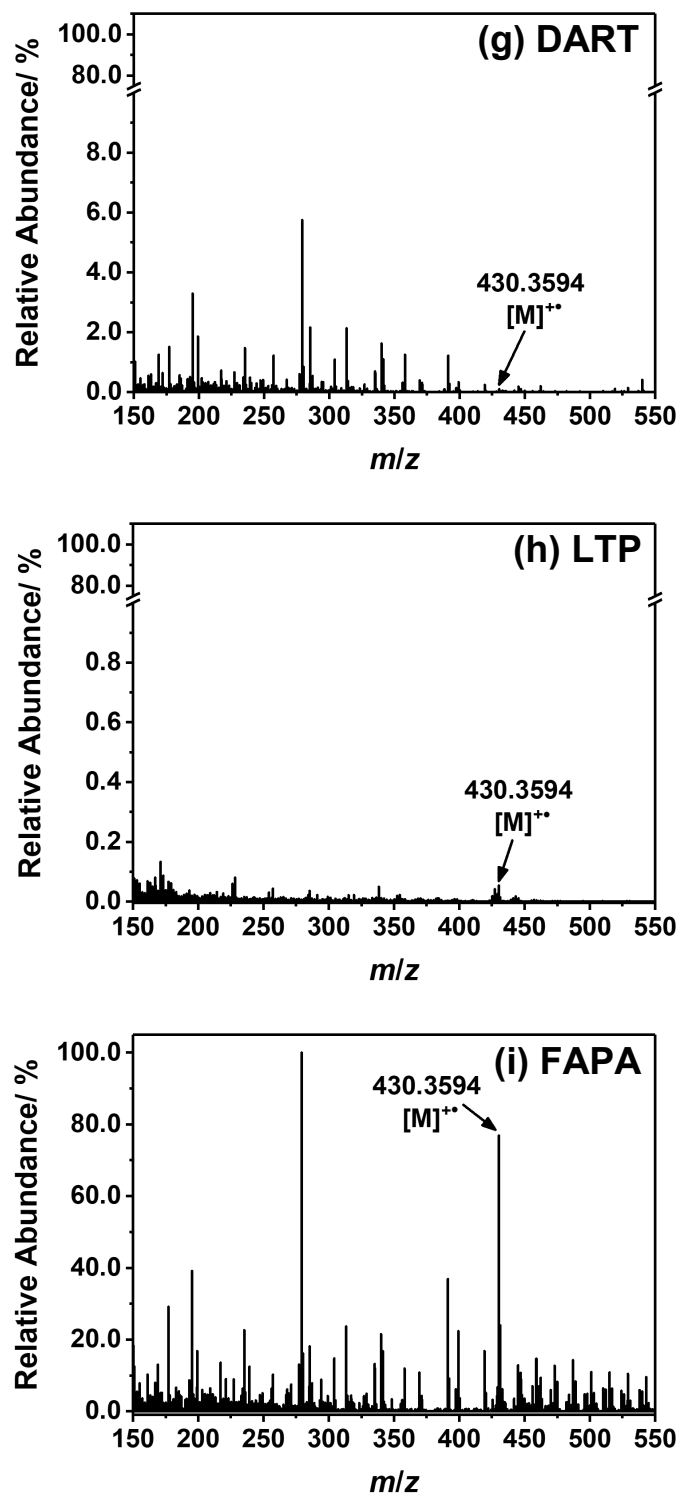 (g) DART
Relative Abundance/ %
100.0
80.0
8.0
6.0
4.0
2.0
0.0
430.3594
[M]⁺•
150 200 250 300 350 400 450 500 550
m/z
(h) LTP
Relative Abundance/ %
100.0
80.0
0.8
0.6
0.4
0.2
0.0
430.3594
[M]⁺•
150 200 250 300 350 400 450 500 550
m/z
(i) FAPA
Relative Abundance/ %
100.0
80.0
60.0
40.0
20.0
0.0
430.3594
[M]⁺•
150 200 250 300 350 400 450 500 550
m/z